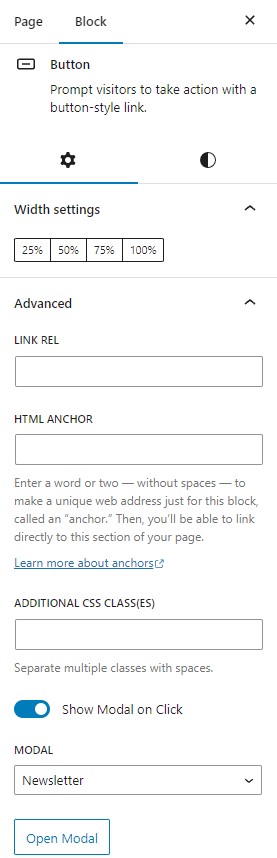 Page Block
Button
Prompt visitors to take action with a
button-style link.
Width settings
25% 50% 75% 100%
Advanced
LINK REL
HTML ANCHOR
Enter a word or two — without spaces — to
make a unique web address just for this block,
called an “anchor.” Then, you’ll be able to link
directly to this section of your page.
Learn more about anchors
ADDITIONAL CSS CLASS(ES)
Separate multiple classes with spaces.
Show Modal on Click
MODAL
Newsletter
Open Modal